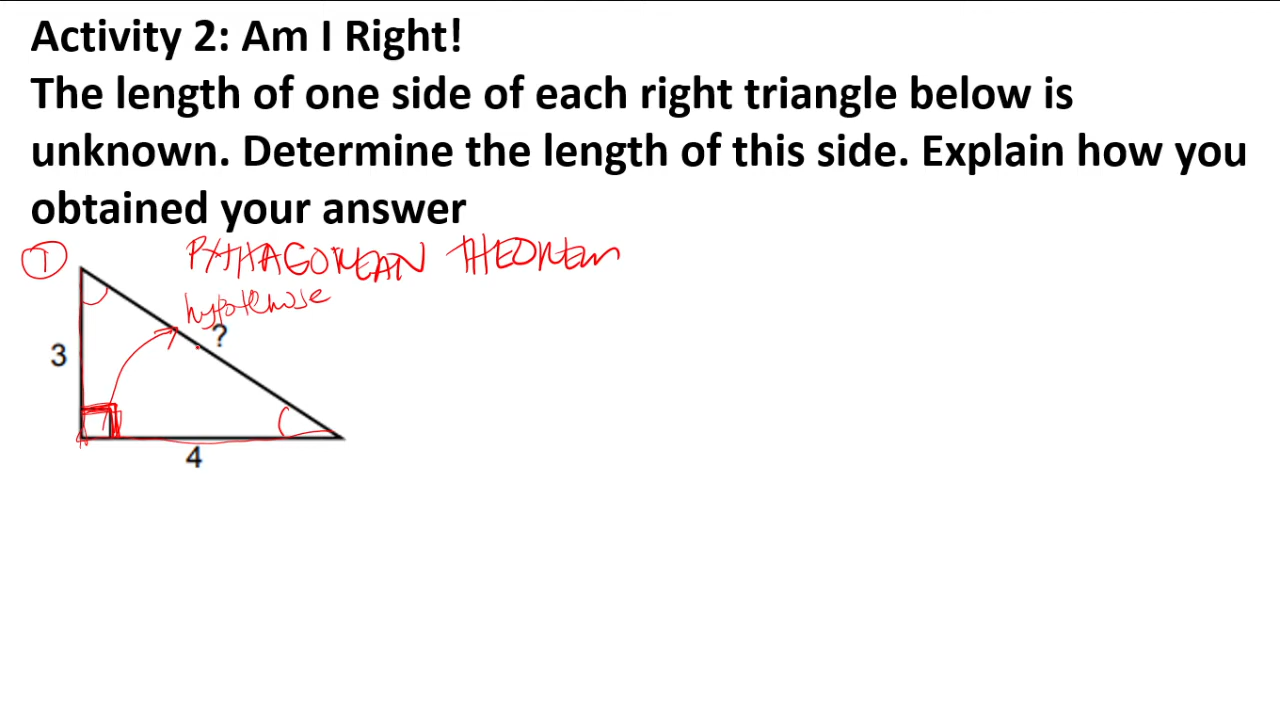 Activity 2: Am I Right!
The length of one side of each right triangle below is
unknown. Determine the length of this side. Explain how you
obtained your answer
1
PYTHAGOREAN THEOREM
hypotenuse
?
3
4